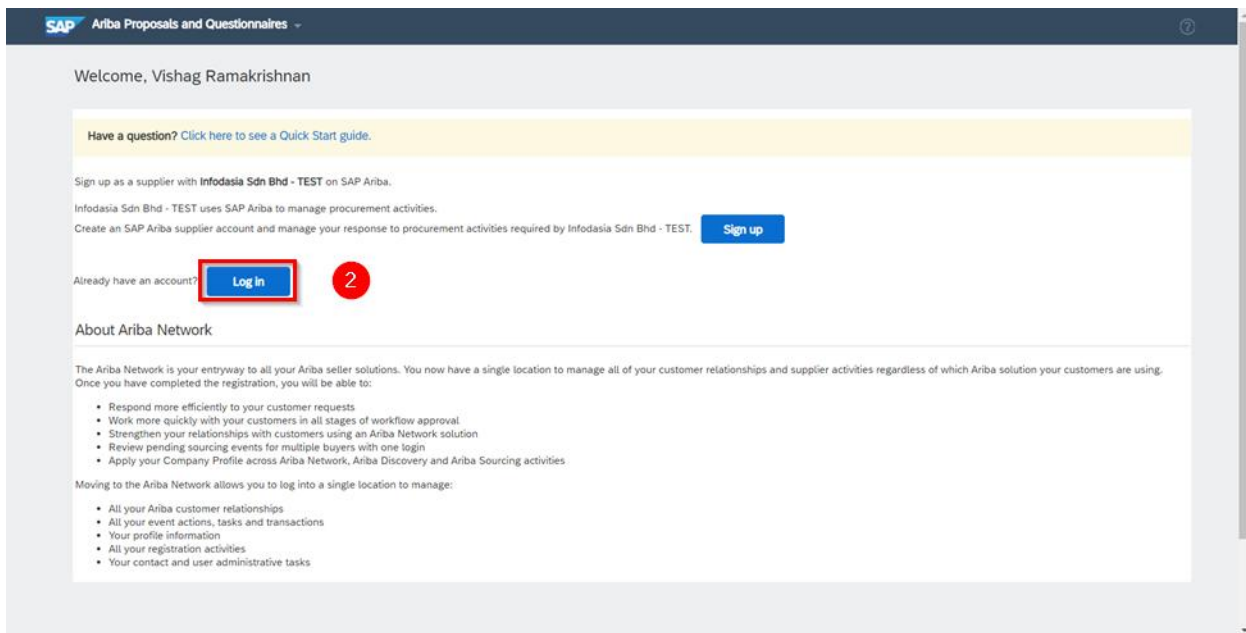 SAP Ariba Proposals and Questionnaires
Welcome, Vishag Ramakrishnan
Have a question? Click here to see a Quick Start guide.
Sign up as a supplier with Infodasia Sdn Bhd - TEST on SAP Ariba.
Infodasia Sdn Bhd - TEST uses SAP Ariba to manage procurement activities.
Create an SAP Ariba supplier account and manage your response to procurement activities required by Infodasia Sdn Bhd - TEST. Sign up
Already have an account? Log in 2
About Ariba Network
The Ariba Network is your entryway to all your Ariba seller solutions. You now have a single location to manage all of your customer relationships and supplier activities regardless of which Ariba solution your customers are using.
Once you have completed the registration, you will be able to:
• Respond more efficiently to your customer requests
• Work more quickly with your customers in all stages of workflow approval
• Strengthen your relationships with customers using an Ariba Network solution
• Review pending sourcing events for multiple buyers with one login
• Apply your Company Profile across Ariba Network, Ariba Discovery and Ariba Sourcing activities
Moving to the Ariba Network allows you to log into a single location to manage:
• All your Ariba customer relationships
• All your event actions, tasks and transactions
• Your profile information
• All your registration activities
• Your contact and user administrative tasks